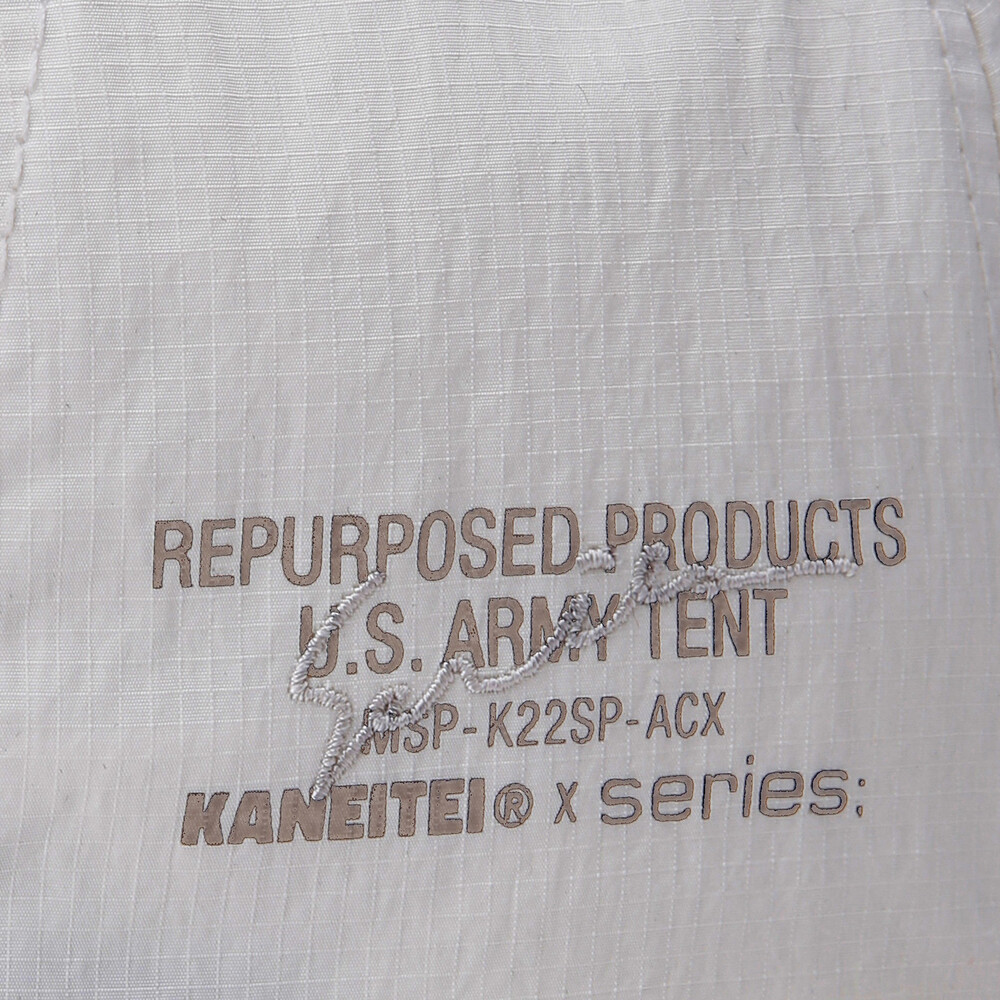 REPURPOSED PRODUCTS
U.S. ARMY TENT
MSP-K22SP-ACX
KANEITEI® X series;